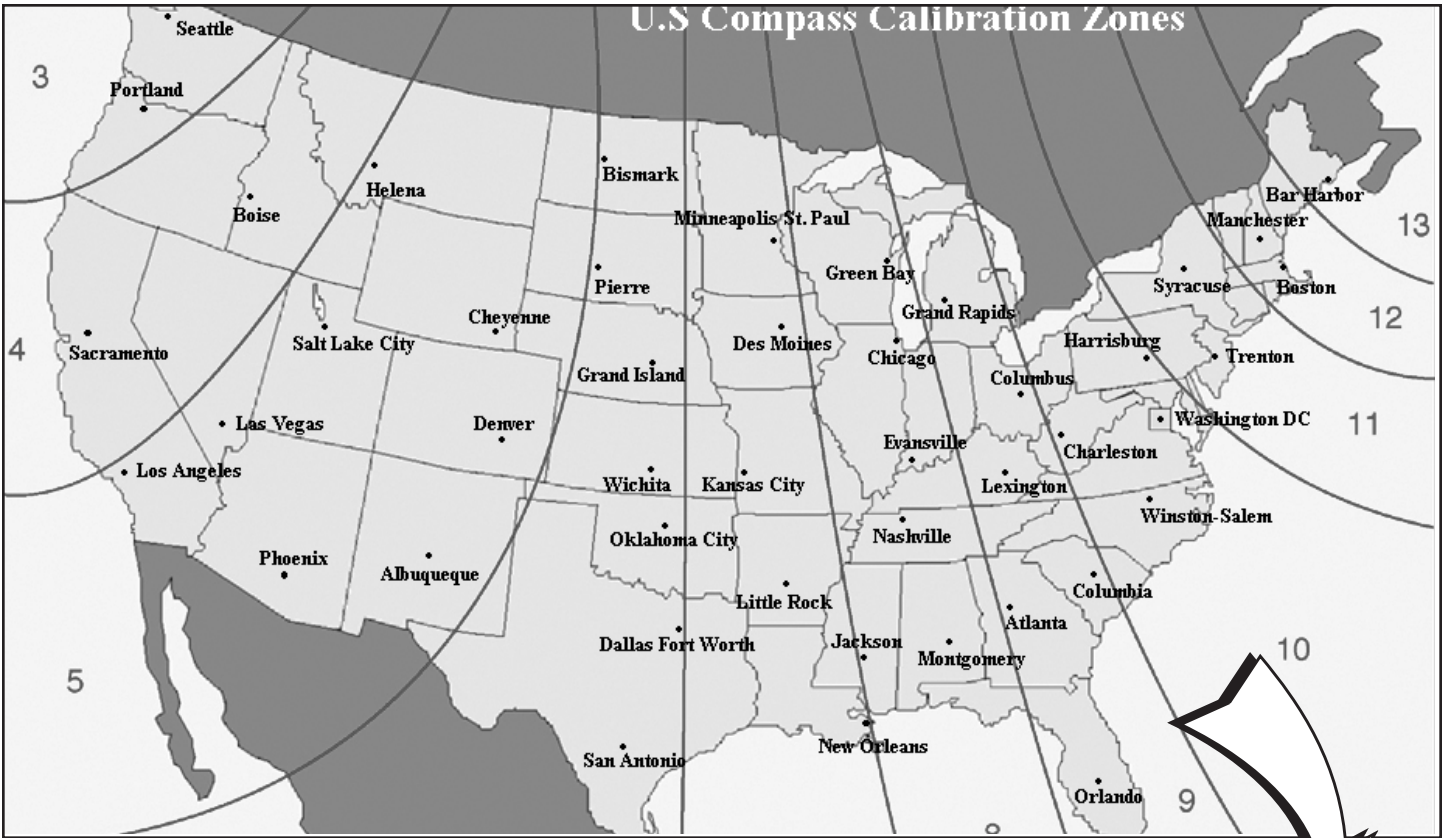 U.S Compass Calibration Zones
Seattle
3
Portland
Bismark
Helena
Boise
Bar Harbor
Minneapolis St. Paul
Manchester
13
Green Bay
Pierre
Syracuse
Boston
Grand Rapids
Cheyenne
12
4
Sacramento
Salt Lake City
Des Moines
Chicago
Harrisburg
Trenton
Grand Island
Columbus
Las Vegas
Denver
Washington DC
11
Evansville
Charleston
Los Angeles
Wichita
Kansas City
Lexington
Winston-Salem
Oklahoma City
Nashville
Phoenix
Albuqueque
Little Rock
Columbia
Atlanta
Dallas Fort Worth
Jackson
Montgomery
10
5
New Orleans
San Antonio
Orlando
9